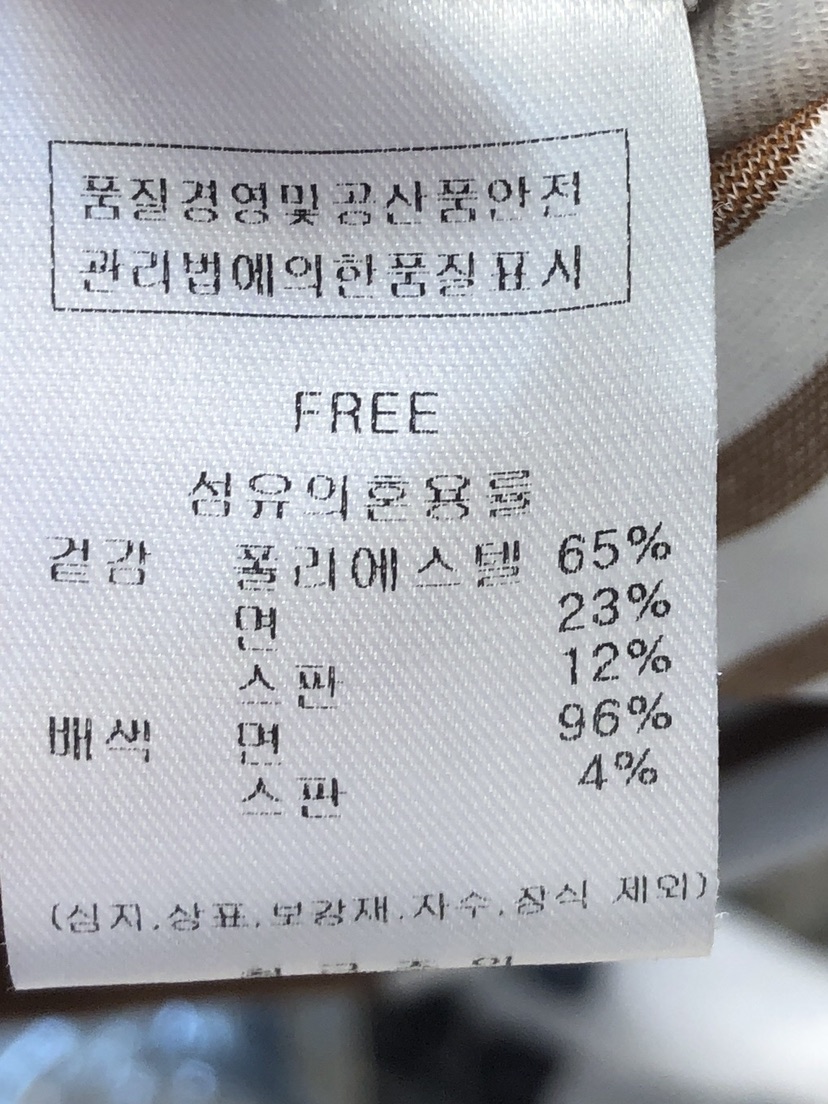 품질경영및공산품안전
관리법에의한품질표시
FREE
섬유의혼용률
겉감 폴리에스텔 65%
면 23%
스판 12%
배색 면 96%
스판 4%
(심지.상표.보강재.자수.장식 제외)